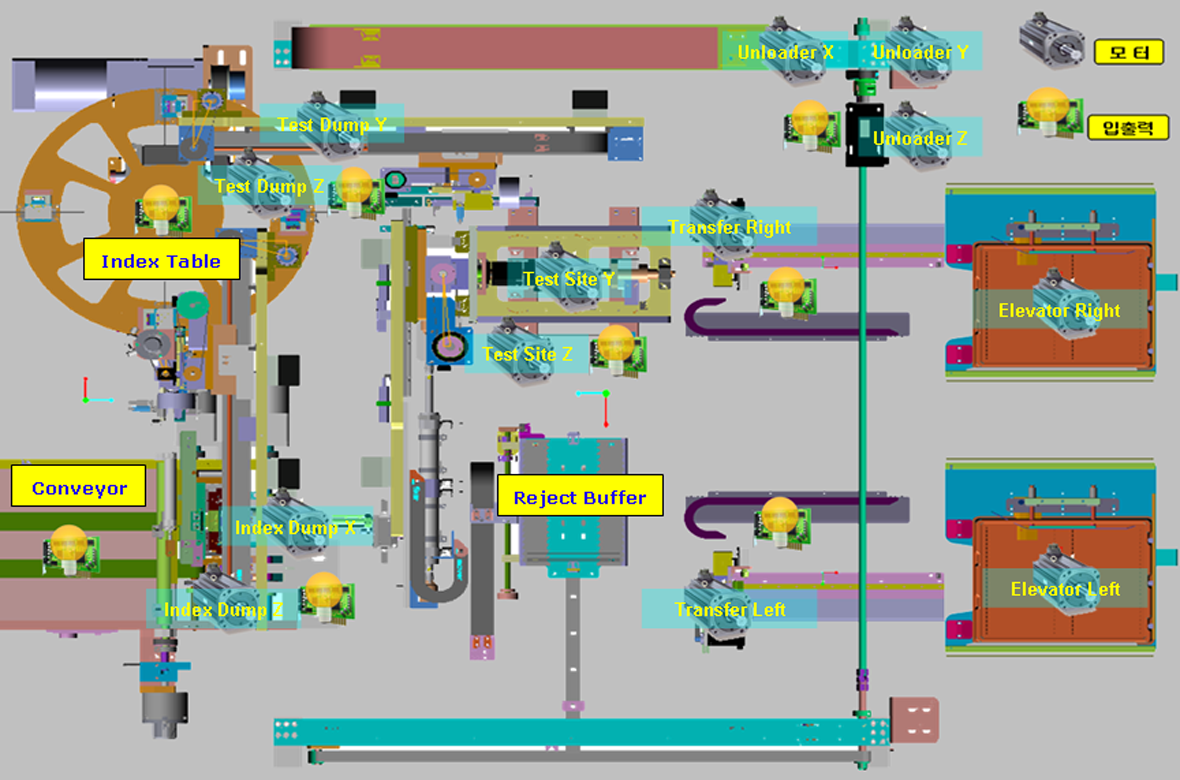 Unloader X
Unloader Y
모 터
Test Dump Y
Unloader Z
입출력
Test Dump Z
Transfer Right
Index Table
Test Site Y
Elevator Right
Test Site Z
Conveyor
Reject Buffer
Index Dump X
Elevator Left
Index Dump Z
Transfer Left